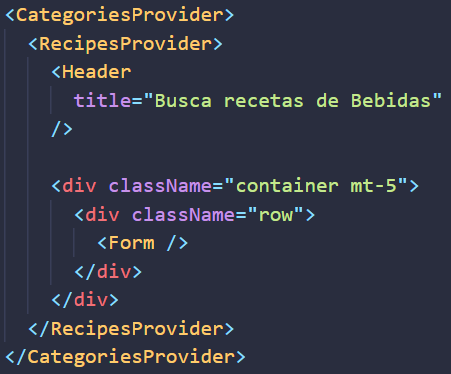 <CategoriesProvider>
<RecipesProvider>
<Header
title="Busca recetas de Bebidas"
/>
<div className="container mt-5">
<div className="row">
<Form />
</div>
</div>
</RecipesProvider>
</CategoriesProvider>